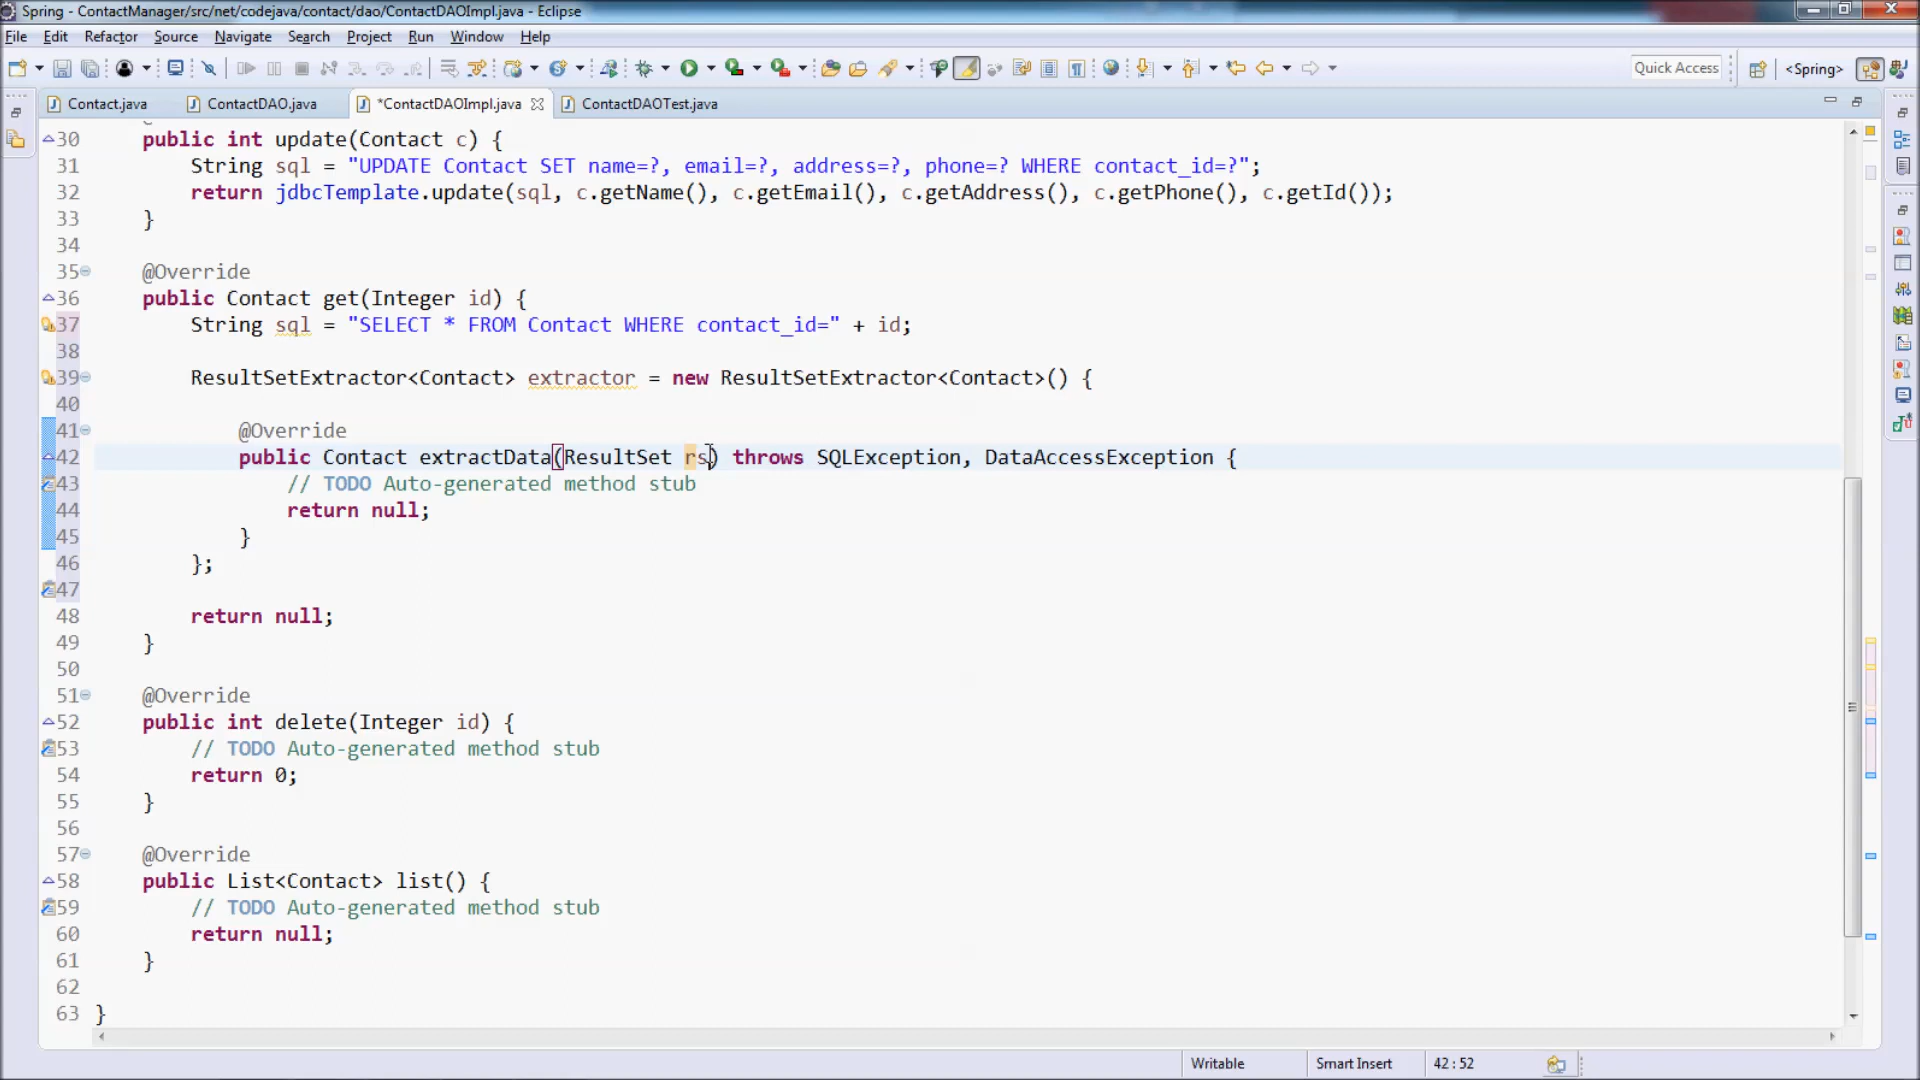 Spring - ContactManager/src/net/codejava/contact/dao/ContactDAOImpl.java - Eclipse
File Edit Refactor Source Navigate Search Project Run Window Help
Quick Access <Spring>
Contact.java ContactDAO.java *ContactDAOImpl.java ContactDAOTest.java
30 public int update(Contact c) {
31 String sql = "UPDATE Contact SET name=?, email=?, address=?, phone=? WHERE contact_id=?";
32 return jdbcTemplate.update(sql, c.getName(), c.getEmail(), c.getAddress(), c.getPhone(), c.getId());
33 }
34
35 @Override
36 public Contact get(Integer id) {
37 String sql = "SELECT * FROM Contact WHERE contact_id=" + id;
38
39 ResultSetExtractor<Contact> extractor = new ResultSetExtractor<Contact>() {
40
41 @Override
42 public Contact extractData(ResultSet rs) throws SQLException, DataAccessException {
43 // TODO Auto-generated method stub
44 return null;
45 }
46 };
47
48 return null;
49 }
50
51 @Override
52 public int delete(Integer id) {
53 // TODO Auto-generated method stub
54 return 0;
55 }
56
57 @Override
58 public List<Contact> list() {
59 // TODO Auto-generated method stub
60 return null;
61 }
62
63 }
Writable Smart Insert 42 : 52